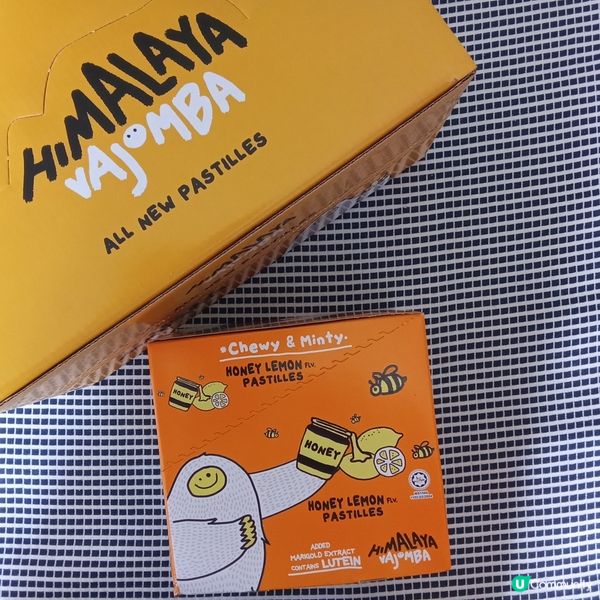 HiMALAYA
VAJOMBA
ALL NEW PASTILLES
Chewy & Minty
HONEY LEMON FLV.
PASTILLES
HONEY
HONEY
HONEY LEMON FLV.
PASTILLES
ADDED
MARIGOLD EXTRACT
CONTAINS LUTEIN
HiMALAYA
VAJOMBA